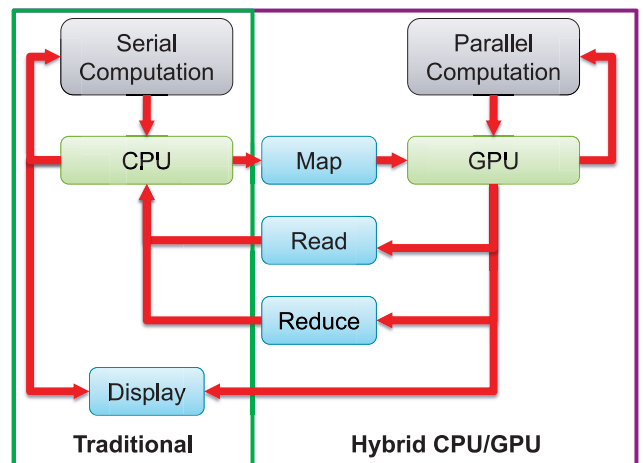 Serial
Computation
Parallel
Computation
CPU
Map
GPU
Read
Reduce
Display
Traditional
Hybrid CPU/GPU